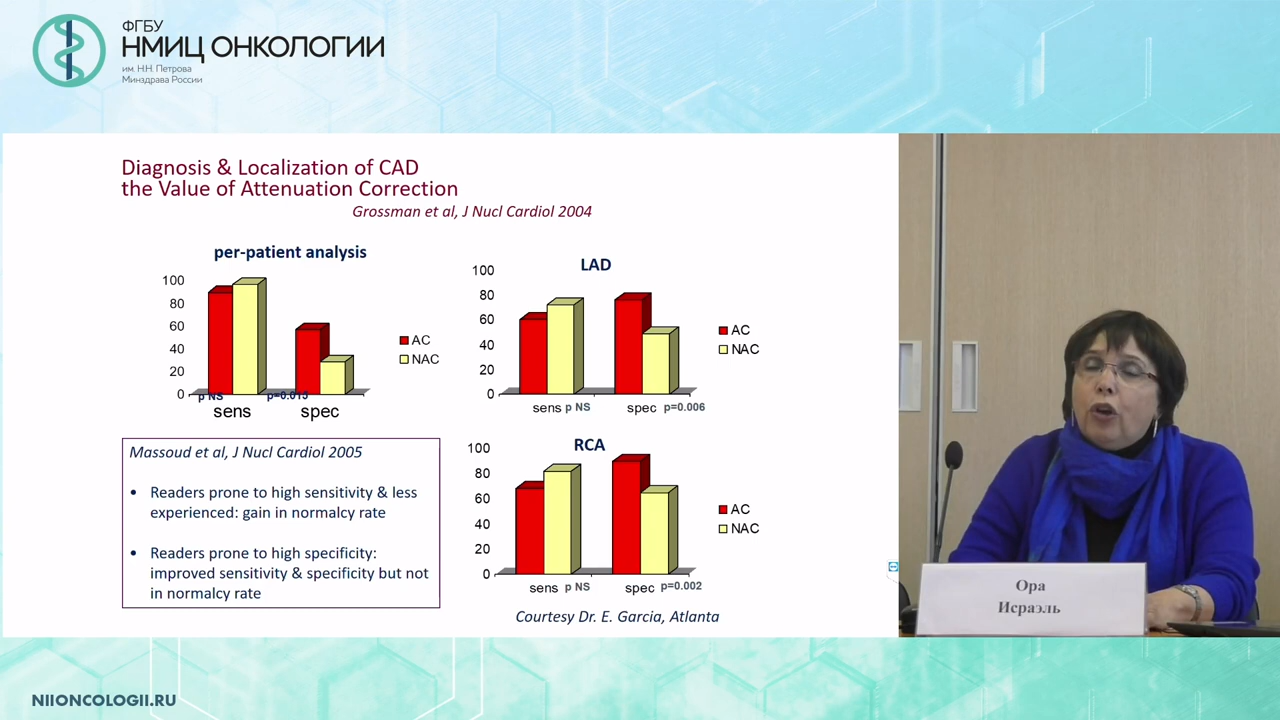 ФГБУ
НМИЦ ОНКОЛОГИИ
им. Н.Н. Петрова
Минздрава России
Diagnosis & Localization of CAD
the Value of Attenuation Correction
Grossman et al, J Nucl Cardiol 2004
per-patient analysis
100
80
60
40
20
0
p NS
p=0.015
sens
spec
AC
NAC
LAD
100
80
60
40
20
0
sens p NS
spec p=0.006
AC
NAC
Massoud et al, J Nucl Cardiol 2005
• Readers prone to high sensitivity & less
experienced: gain in normalcy rate
• Readers prone to high specificity:
improved sensitivity & specificity but not
in normalcy rate
RCA
100
80
60
40
20
0
sens p NS
spec p=0.002
AC
NAC
Courtesy Dr. E. Garcia, Atlanta
Ора
Исраэль
NIIONCOLOGII.RU